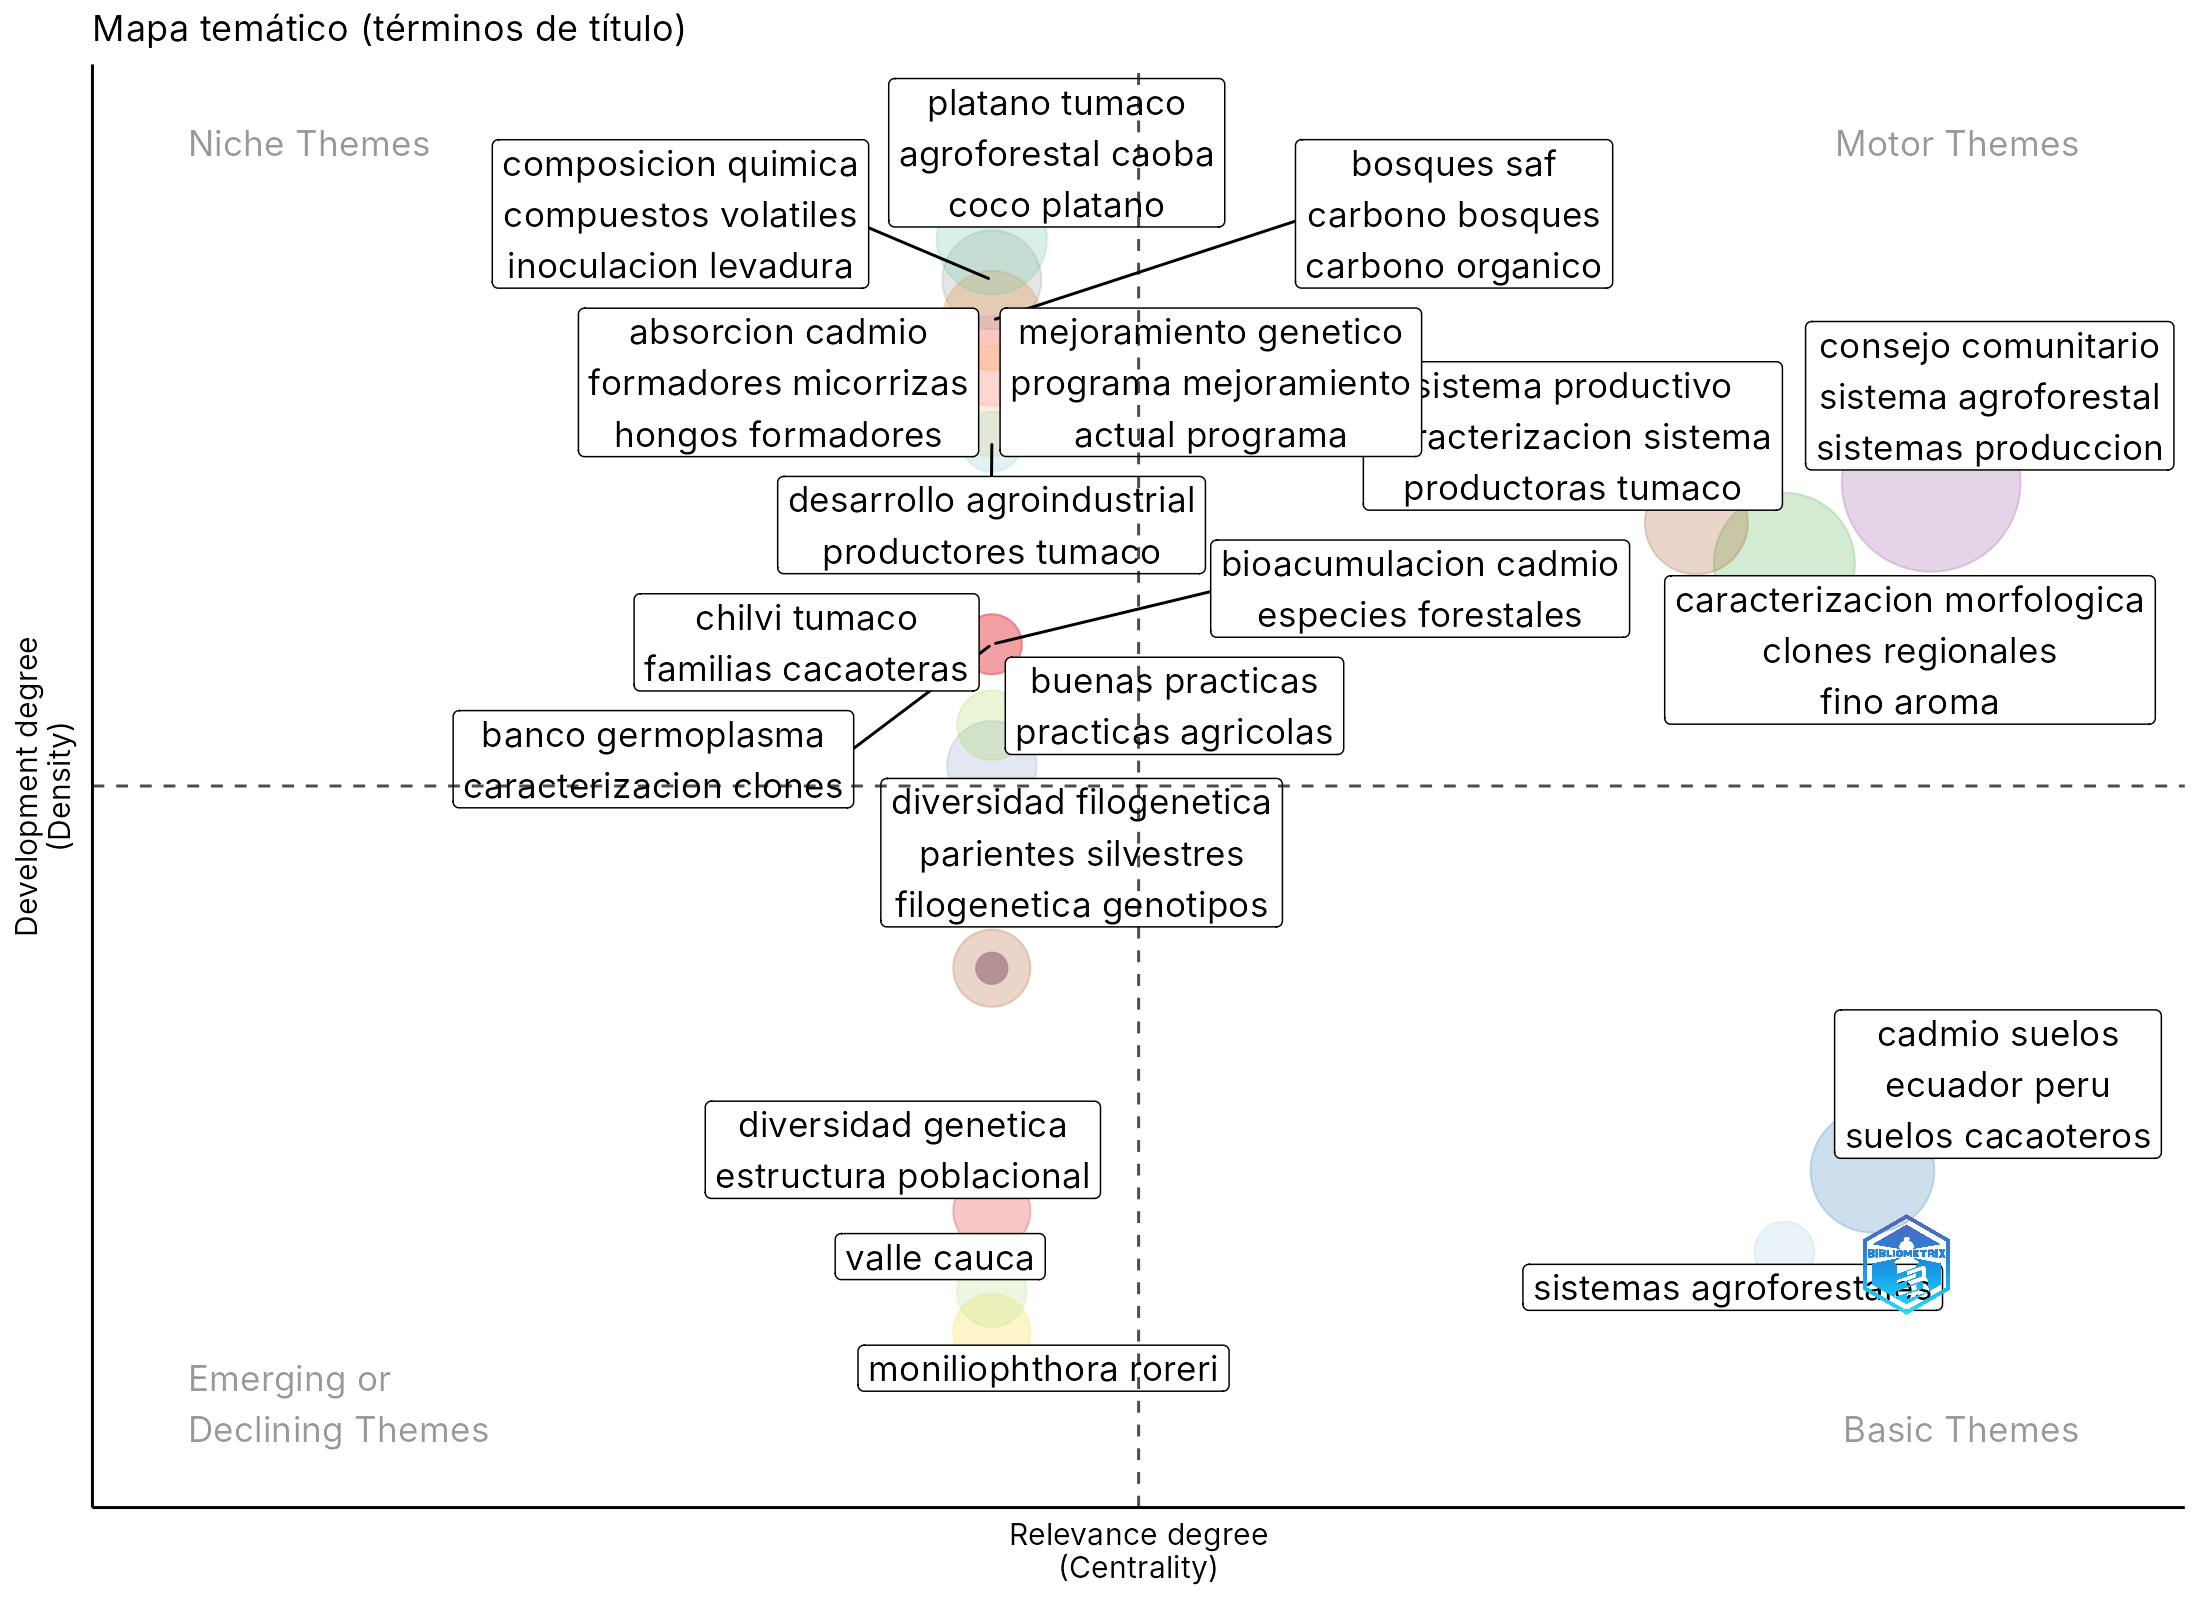 Mapa temático (términos de título)
Niche Themes
Motor Themes
platano tumaco
agroforestal caoba
coco platano
composicion quimica
compuestos volatiles
inoculacion levadura
bosques saf
carbono bosques
carbono organico
absorcion cadmio
formadores micorrizas
hongos formadores
mejoramiento genetico
programa mejoramiento
actual programa
sistema productivo
racterizacion sistema
productoras tumaco
consejo comunitario
sistema agroforestal
sistemas produccion
desarrollo agroindustrial
productores tumaco
bioacumulacion cadmio
especies forestales
chilvi tumaco
familias cacaoteras
caracterizacion morfologica
clones regionales
fino aroma
buenas practicas
practicas agricolas
banco germoplasma
caracterizacion clones
diversidad filogenetica
parientes silvestres
filogenetica genotipos
Development degree
(Density)
cadmio suelos
ecuador peru
suelos cacaoteros
diversidad genetica
estructura poblacional
valle cauca
BIBLIOMETRIX
sistemas agroforestales
moniliophthora roreri
Emerging or
Declining Themes
Basic Themes
Relevance degree
(Centrality)